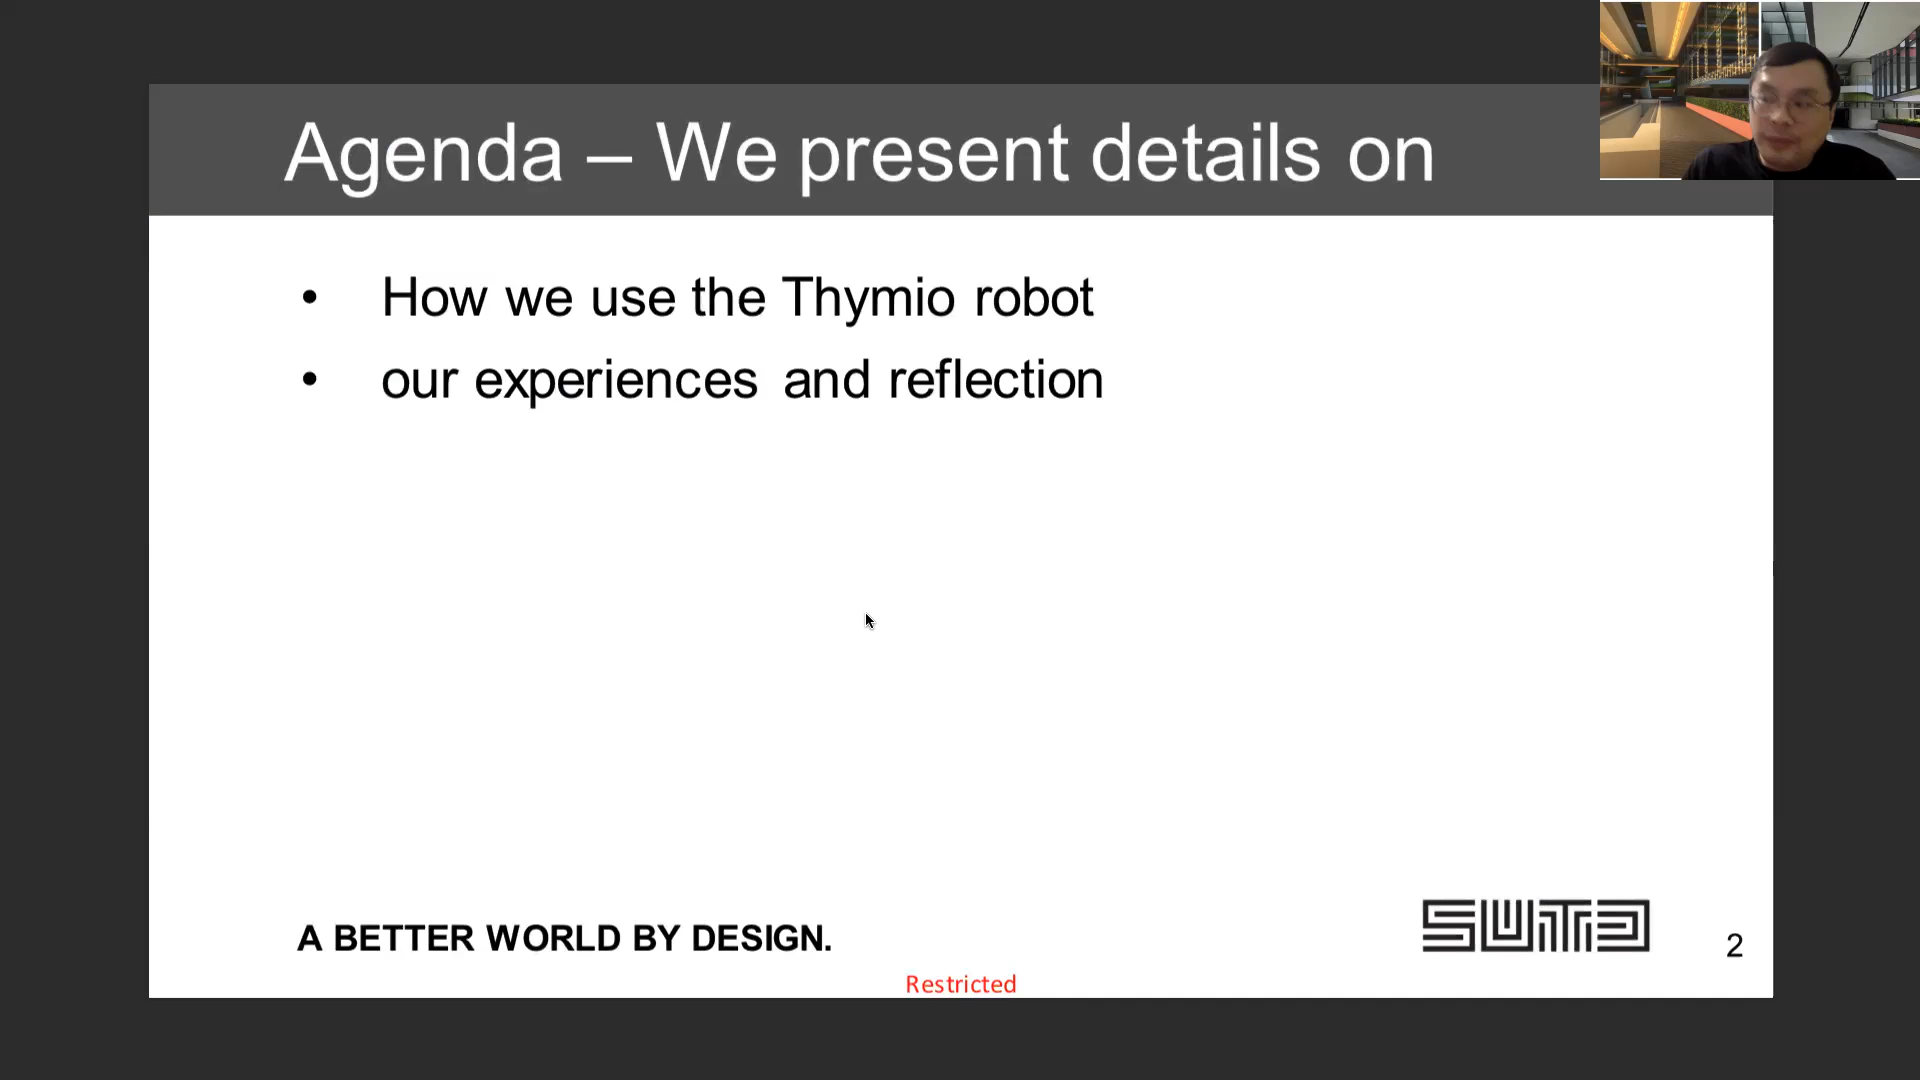 Agenda – We present details on
• How we use the Thymio robot
• our experiences and reflection
A BETTER WORLD BY DESIGN.
SUTD
2
Restricted